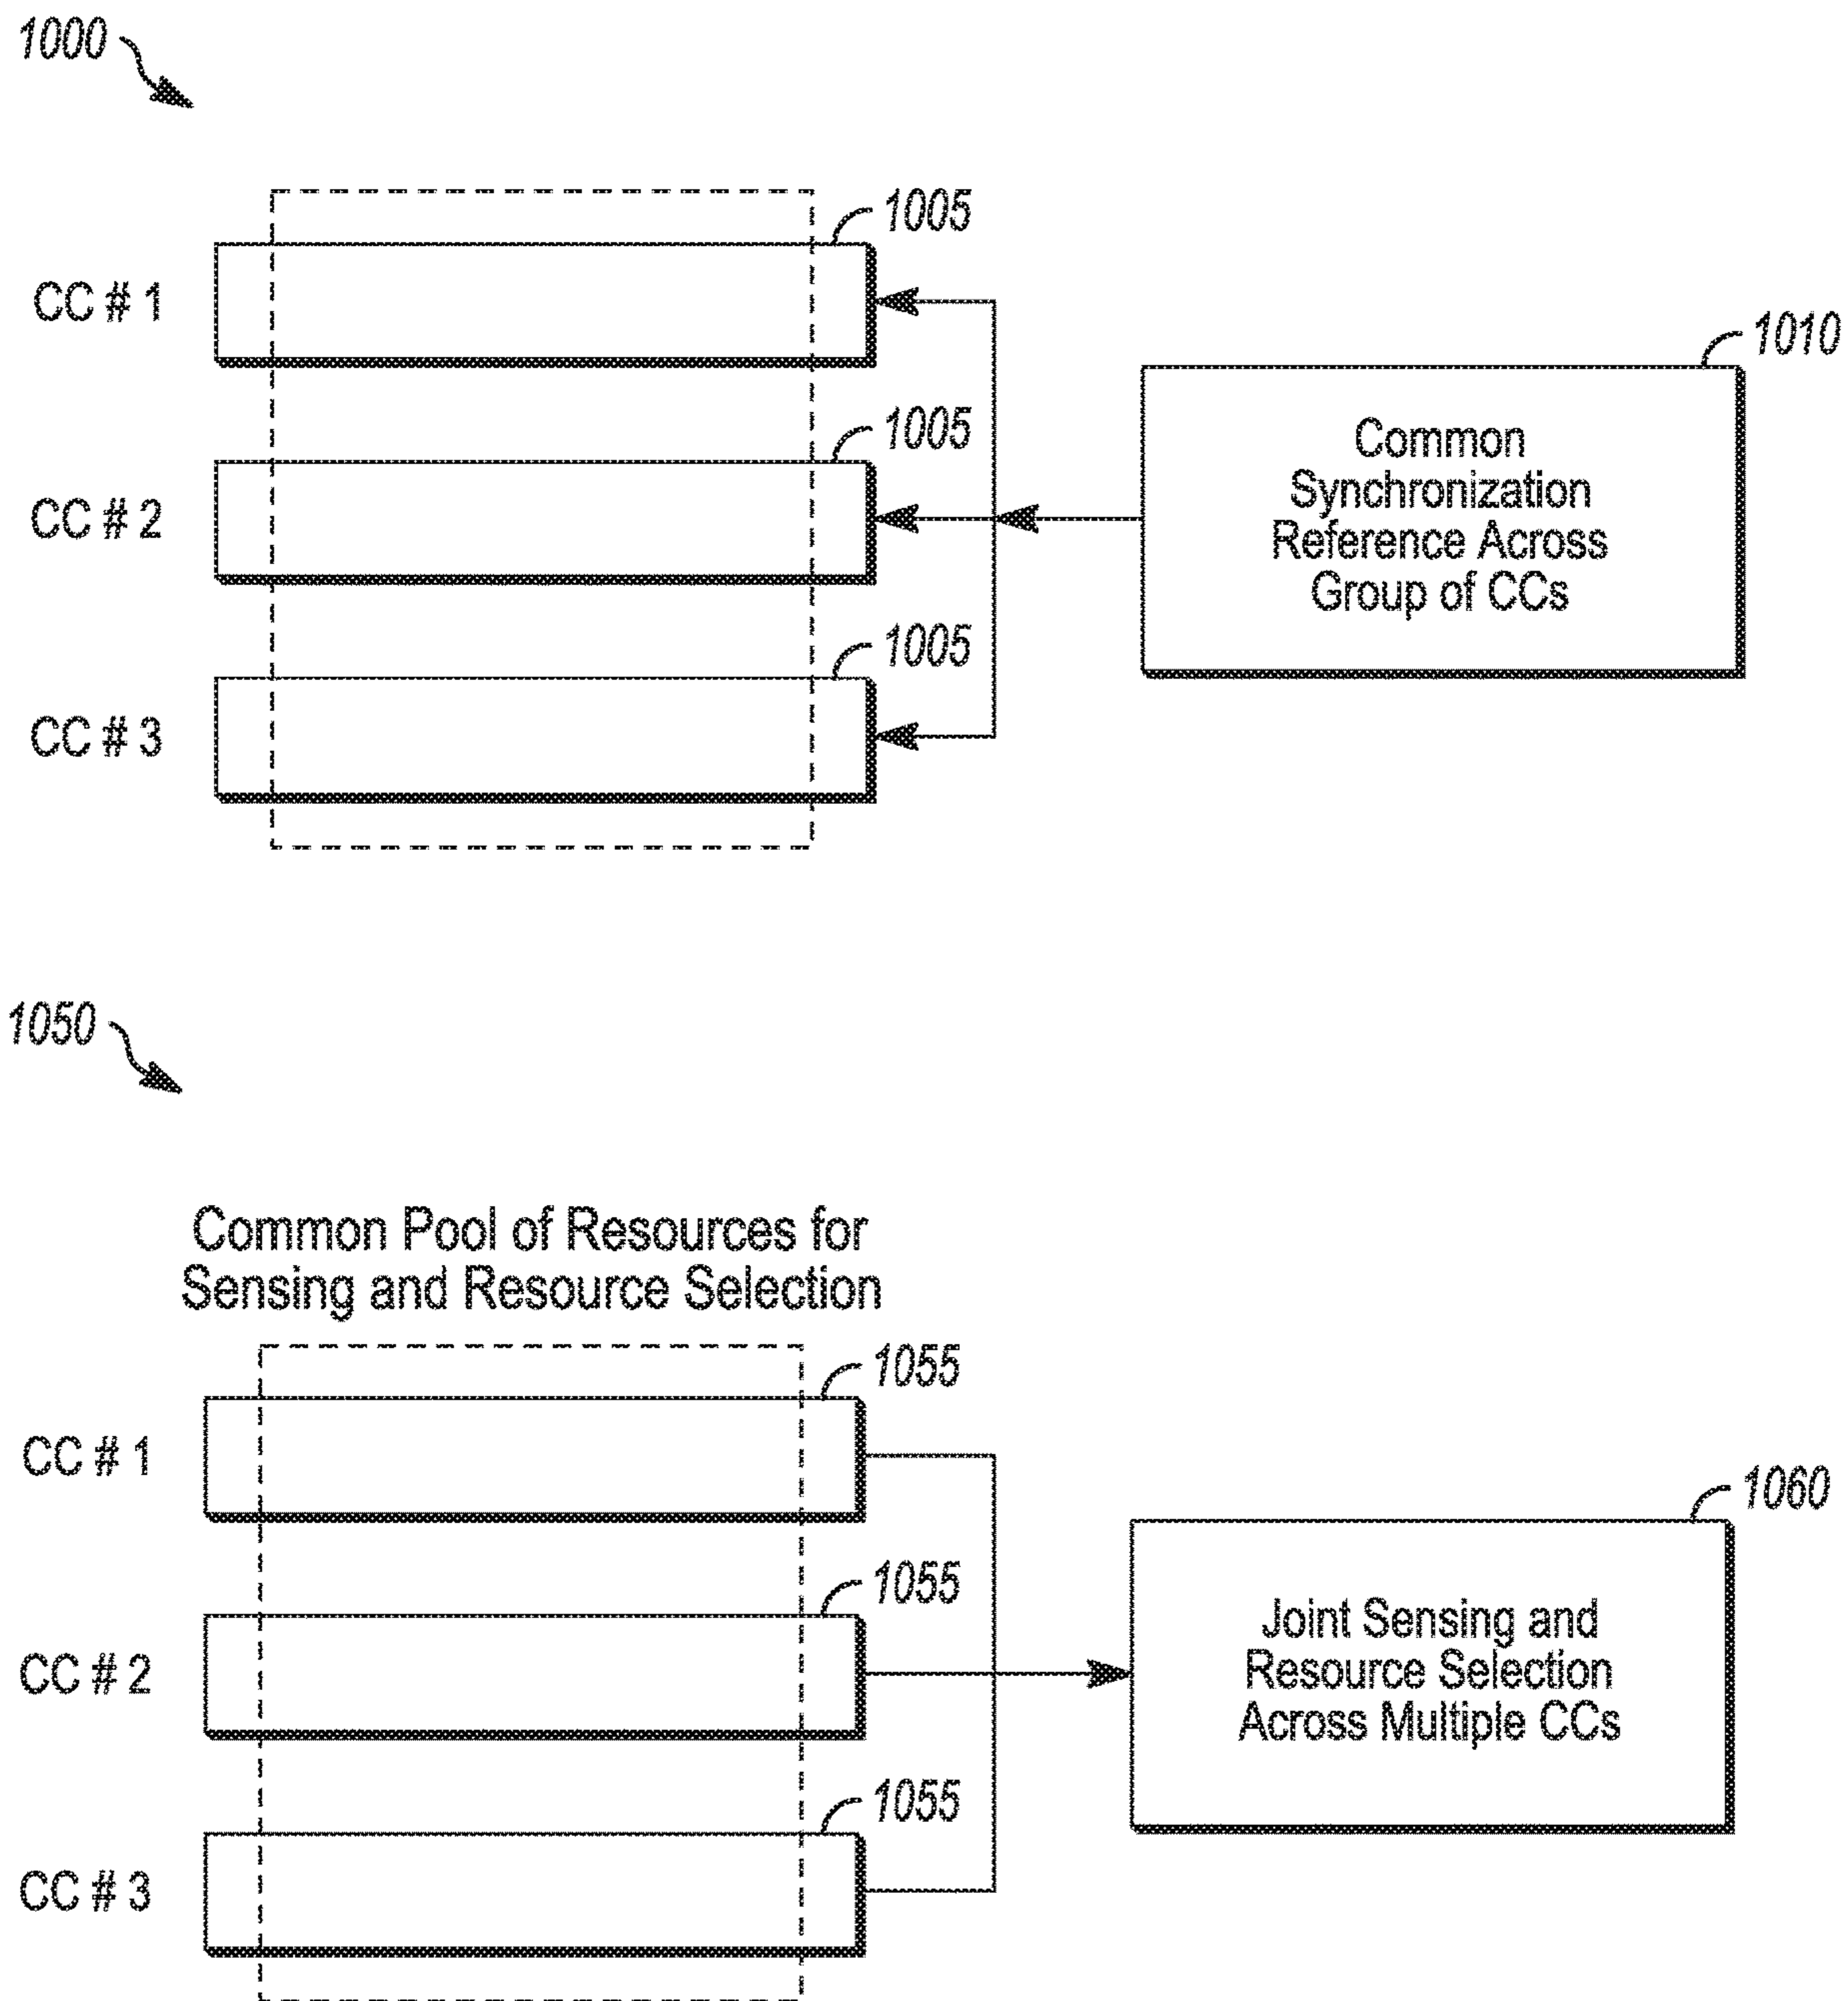 1000
1005
CC # 1
1010
1005
Common
Synchronization
Reference Across
Group of CCs
CC # 2
1005
CC # 3
1050
Common Pool of Resources for
Sensing and Resource Selection
1055
CC # 1
1060
1055
Joint Sensing and
Resource Selection
Across Multiple CCs
CC # 2
1055
CC # 3